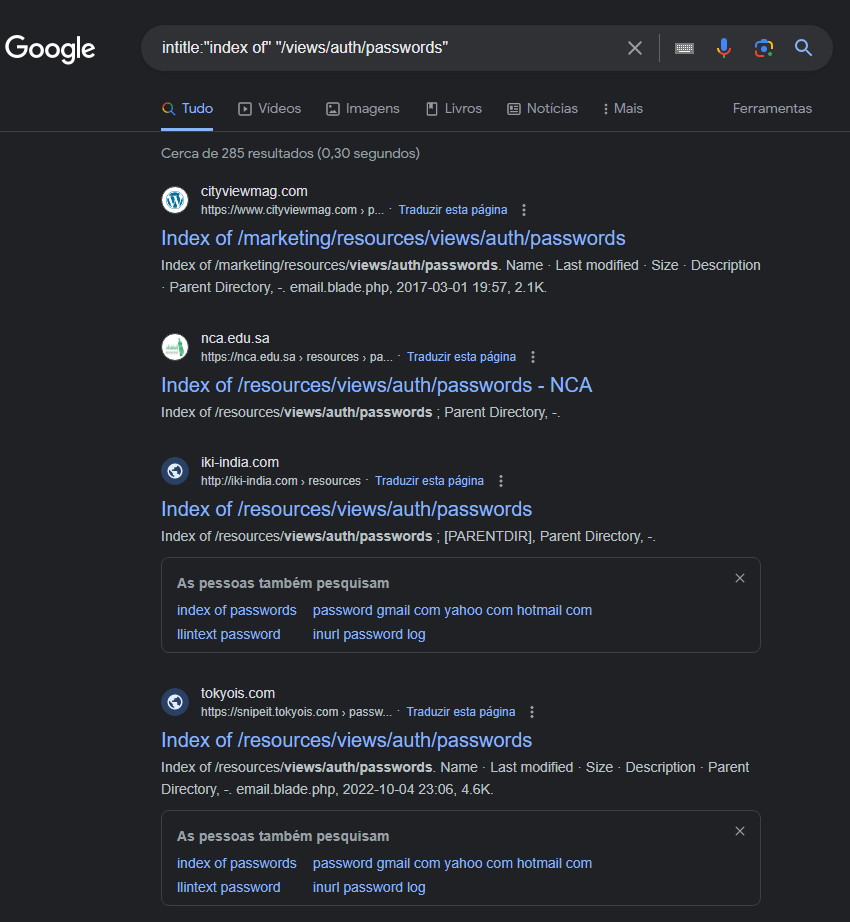 Google
intitle:"index of" "/views/auth/passwords"
Tudo Vídeos Imagens Livros Notícias Mais Ferramentas
Cerca de 285 resultados (0,30 segundos)
cityviewmag.com
https://www.cityviewmag.com › p... · Traduzir esta página
Index of /marketing/resources/views/auth/passwords
Index of /marketing/resources/views/auth/passwords. Name · Last modified · Size · Description
· Parent Directory, -. email.blade.php, 2017-03-01 19:57, 2.1K.
nca.edu.sa
https://nca.edu.sa › resources › pa... · Traduzir esta página
Index of /resources/views/auth/passwords - NCA
Index of /resources/views/auth/passwords ; Parent Directory, -.
iki-india.com
http://iki-india.com › resources · Traduzir esta página
Index of /resources/views/auth/passwords
Index of /resources/views/auth/passwords ; [PARENTDIR], Parent Directory, -.
As pessoas também pesquisam
index of passwords password gmail com yahoo com hotmail com
llintext password inurl password log
tokyois.com
https://snipeit.tokyois.com › passw... · Traduzir esta página
Index of /resources/views/auth/passwords
Index of /resources/views/auth/passwords. Name · Last modified · Size · Description · Parent
Directory, -. email.blade.php, 2022-10-04 23:06, 4.6K.
As pessoas também pesquisam
index of passwords password gmail com yahoo com hotmail com
llintext password inurl password log